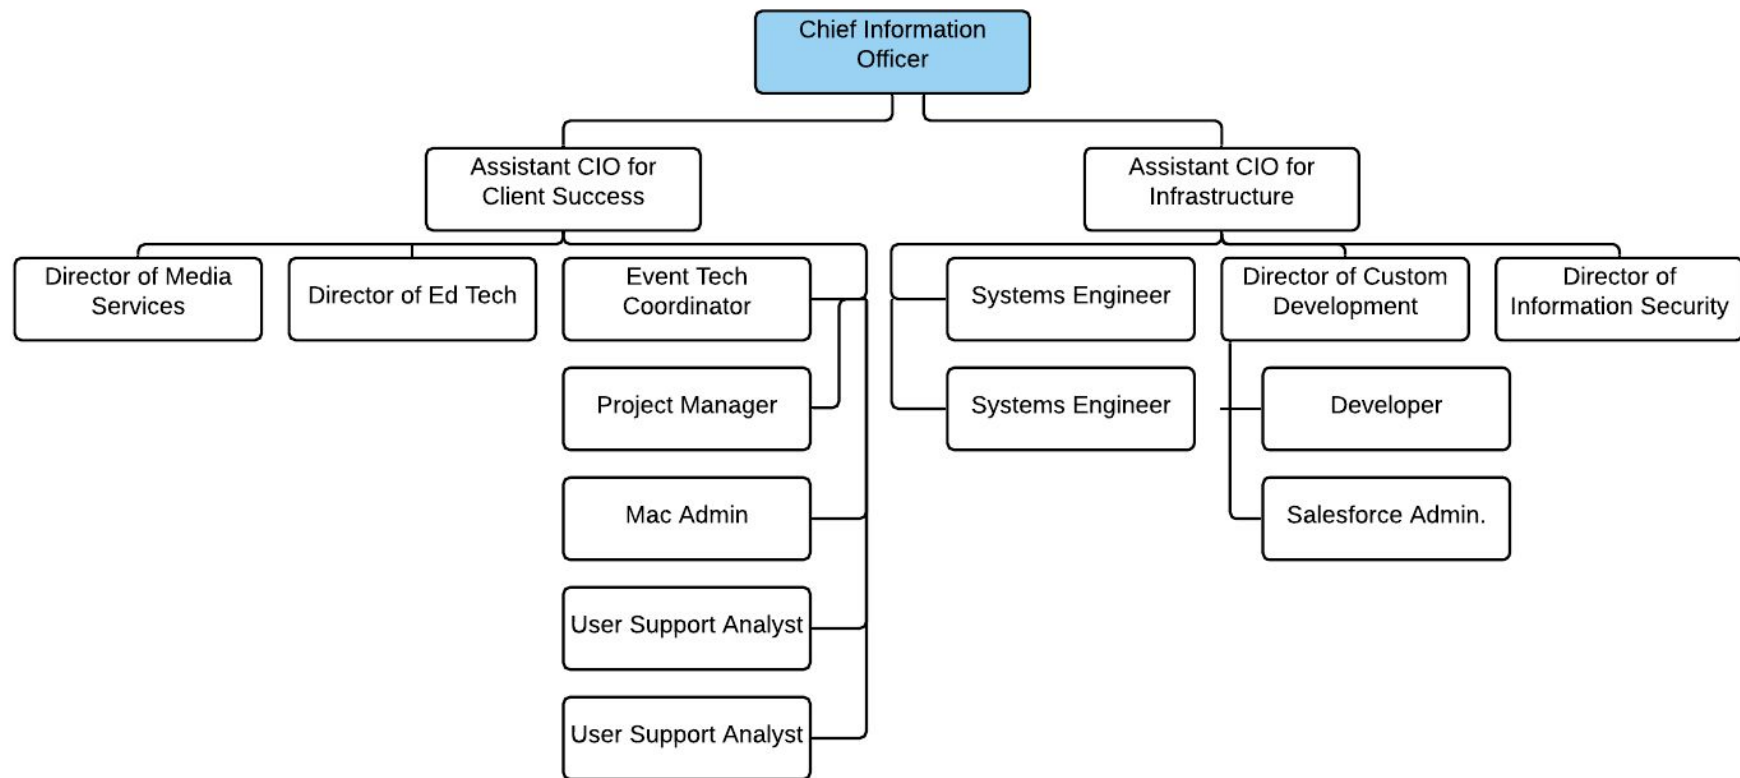 Chief Information
Officer
Assistant CIO for
Client Success
Assistant CIO for
Infrastructure
Director of Media
Services
Director of Ed Tech
Event Tech
Coordinator
Systems Engineer
Director of Custom
Development
Director of
Information Security
Project Manager
Systems Engineer
Developer
Mac Admin
Salesforce Admin.
User Support Analyst
User Support Analyst